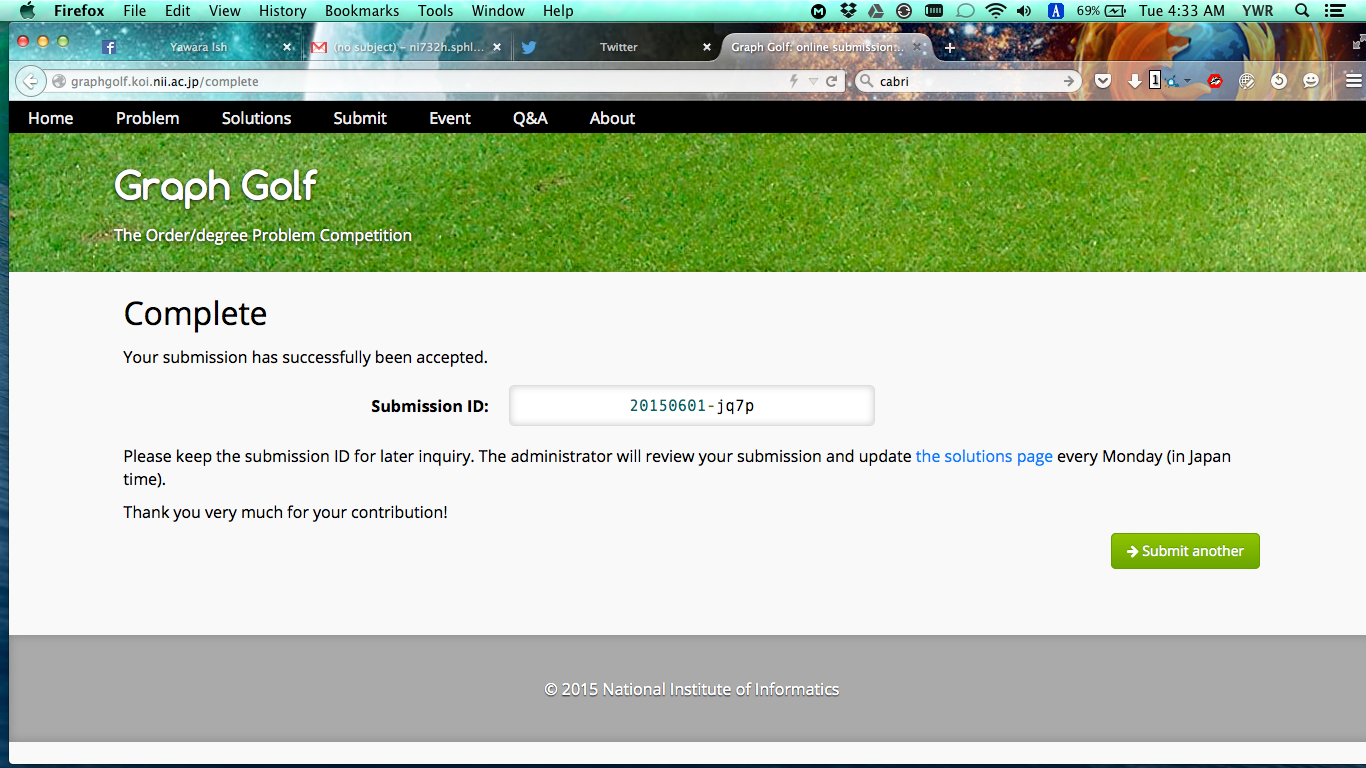 Firefox File Edit View History Bookmarks Tools Window Help 69% Tue 4:33 AM YWR
Yawara Ish (no subject) – ni732h.sphl... Twitter Graph Golf: online submission:..
graphgolf.koi.nii.ac.jp/complete cabri 1
Home Problem Solutions Submit Event Q&A About
Graph Golf
The Order/degree Problem Competition
Complete
Your submission has successfully been accepted.
Submission ID: 20150601-jq7p
Please keep the submission ID for later inquiry. The administrator will review your submission and update the solutions page every Monday (in Japan
time).
Thank you very much for your contribution!
Submit another
© 2015 National Institute of Informatics